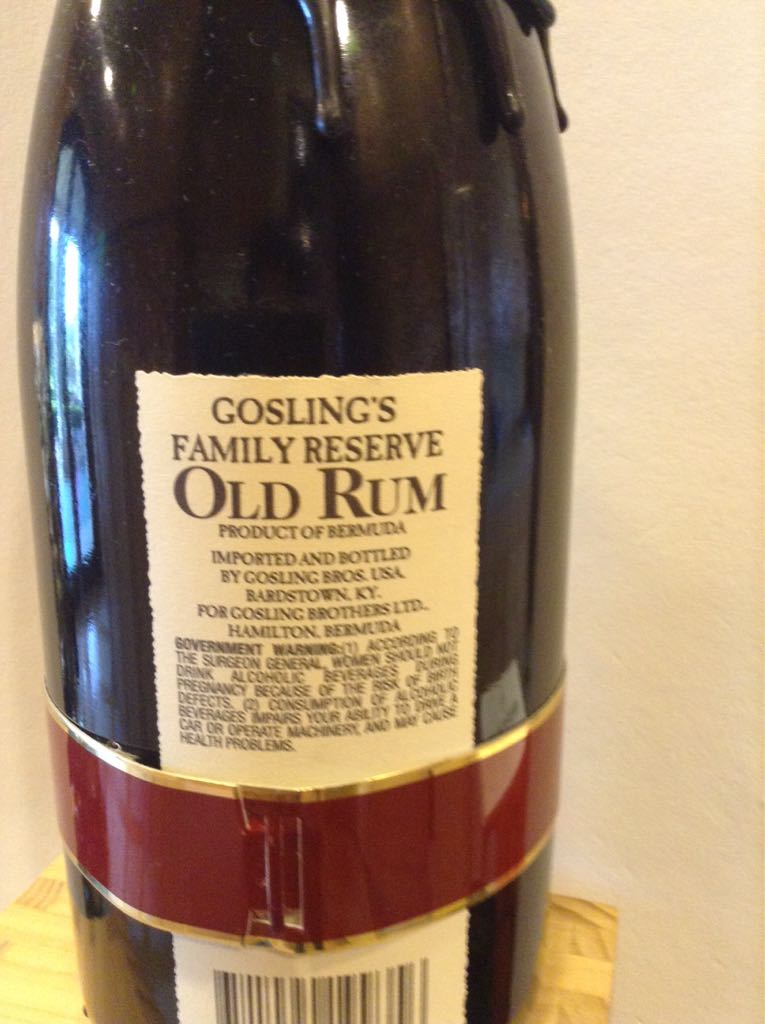 GOSLING'S
FAMILY RESERVE
OLD RUM
PRODUCT OF BERMUDA
IMPORTED AND BOTTLED
BY GOSLING BROS. USA.
BARDSTOWN, KY.
FOR GOSLING BROTHERS LTD.,
HAMILTON, BERMUDA
GOVERNMENT WARNING:(1) ACCORDING TO
THE SURGEON GENERAL, WOMEN SHOULD NOT
DRINK ALCOHOLIC BEVERAGES DURING
PREGNANCY BECAUSE OF THE RISK OF BIRTH
DEFECTS. (2) CONSUMPTION OF ALCOHOLIC
BEVERAGES IMPAIRS YOUR ABILITY TO DRIVE A
CAR OR OPERATE MACHINERY, AND MAY CAUSE
HEALTH PROBLEMS.